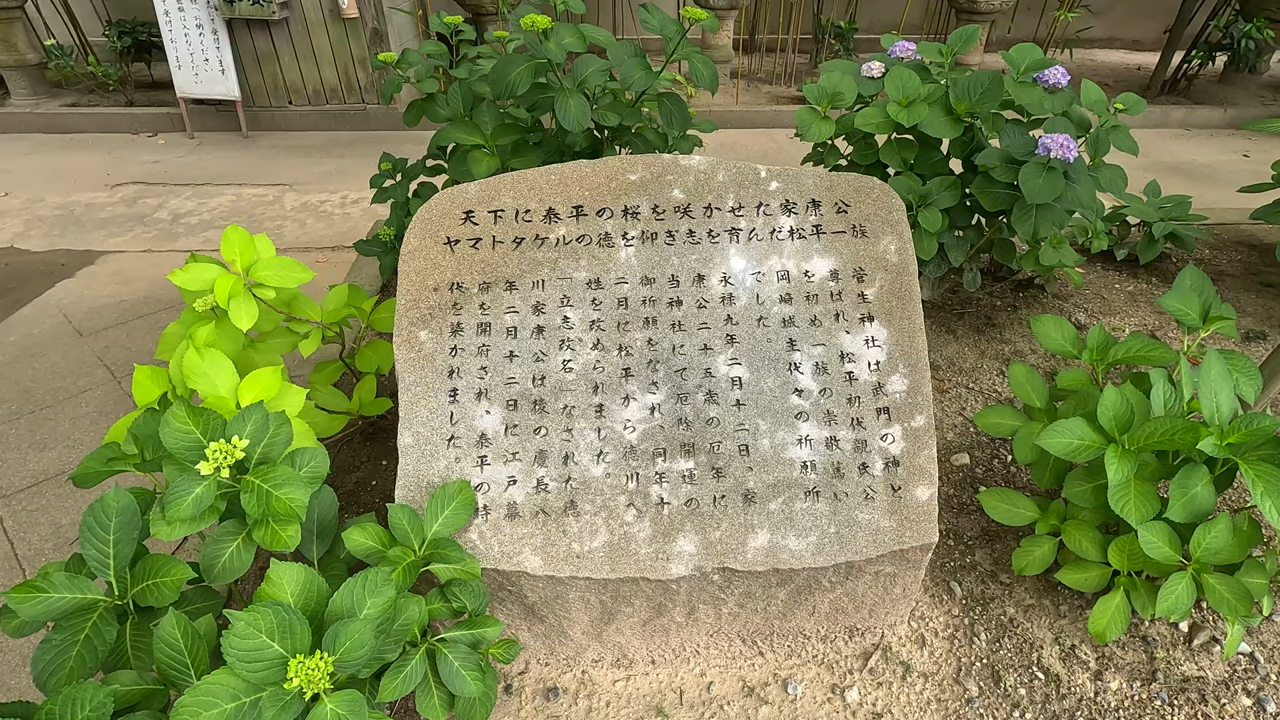 天下に泰平の桜を咲かせた家康公
ヤマトタケルの徳を仰ぎ志を育んだ松平一族
菅生神社は武門の神と
尊ばれ、松平初代親氏公
を初め一族の崇敬篤い
岡崎城主代々の祈願所
でした。
永禄九年二月十二日、家
康公二十五歳の厄年に
当神社にて厄除開運の
御祈願をなされ、同年十
二月に松平から徳川へ
姓を改められました。
「立志改名」なされた徳
川家康公は後の慶長八
年二月十二日に江戸幕
府を開府され、泰平の時
代を築かれました。